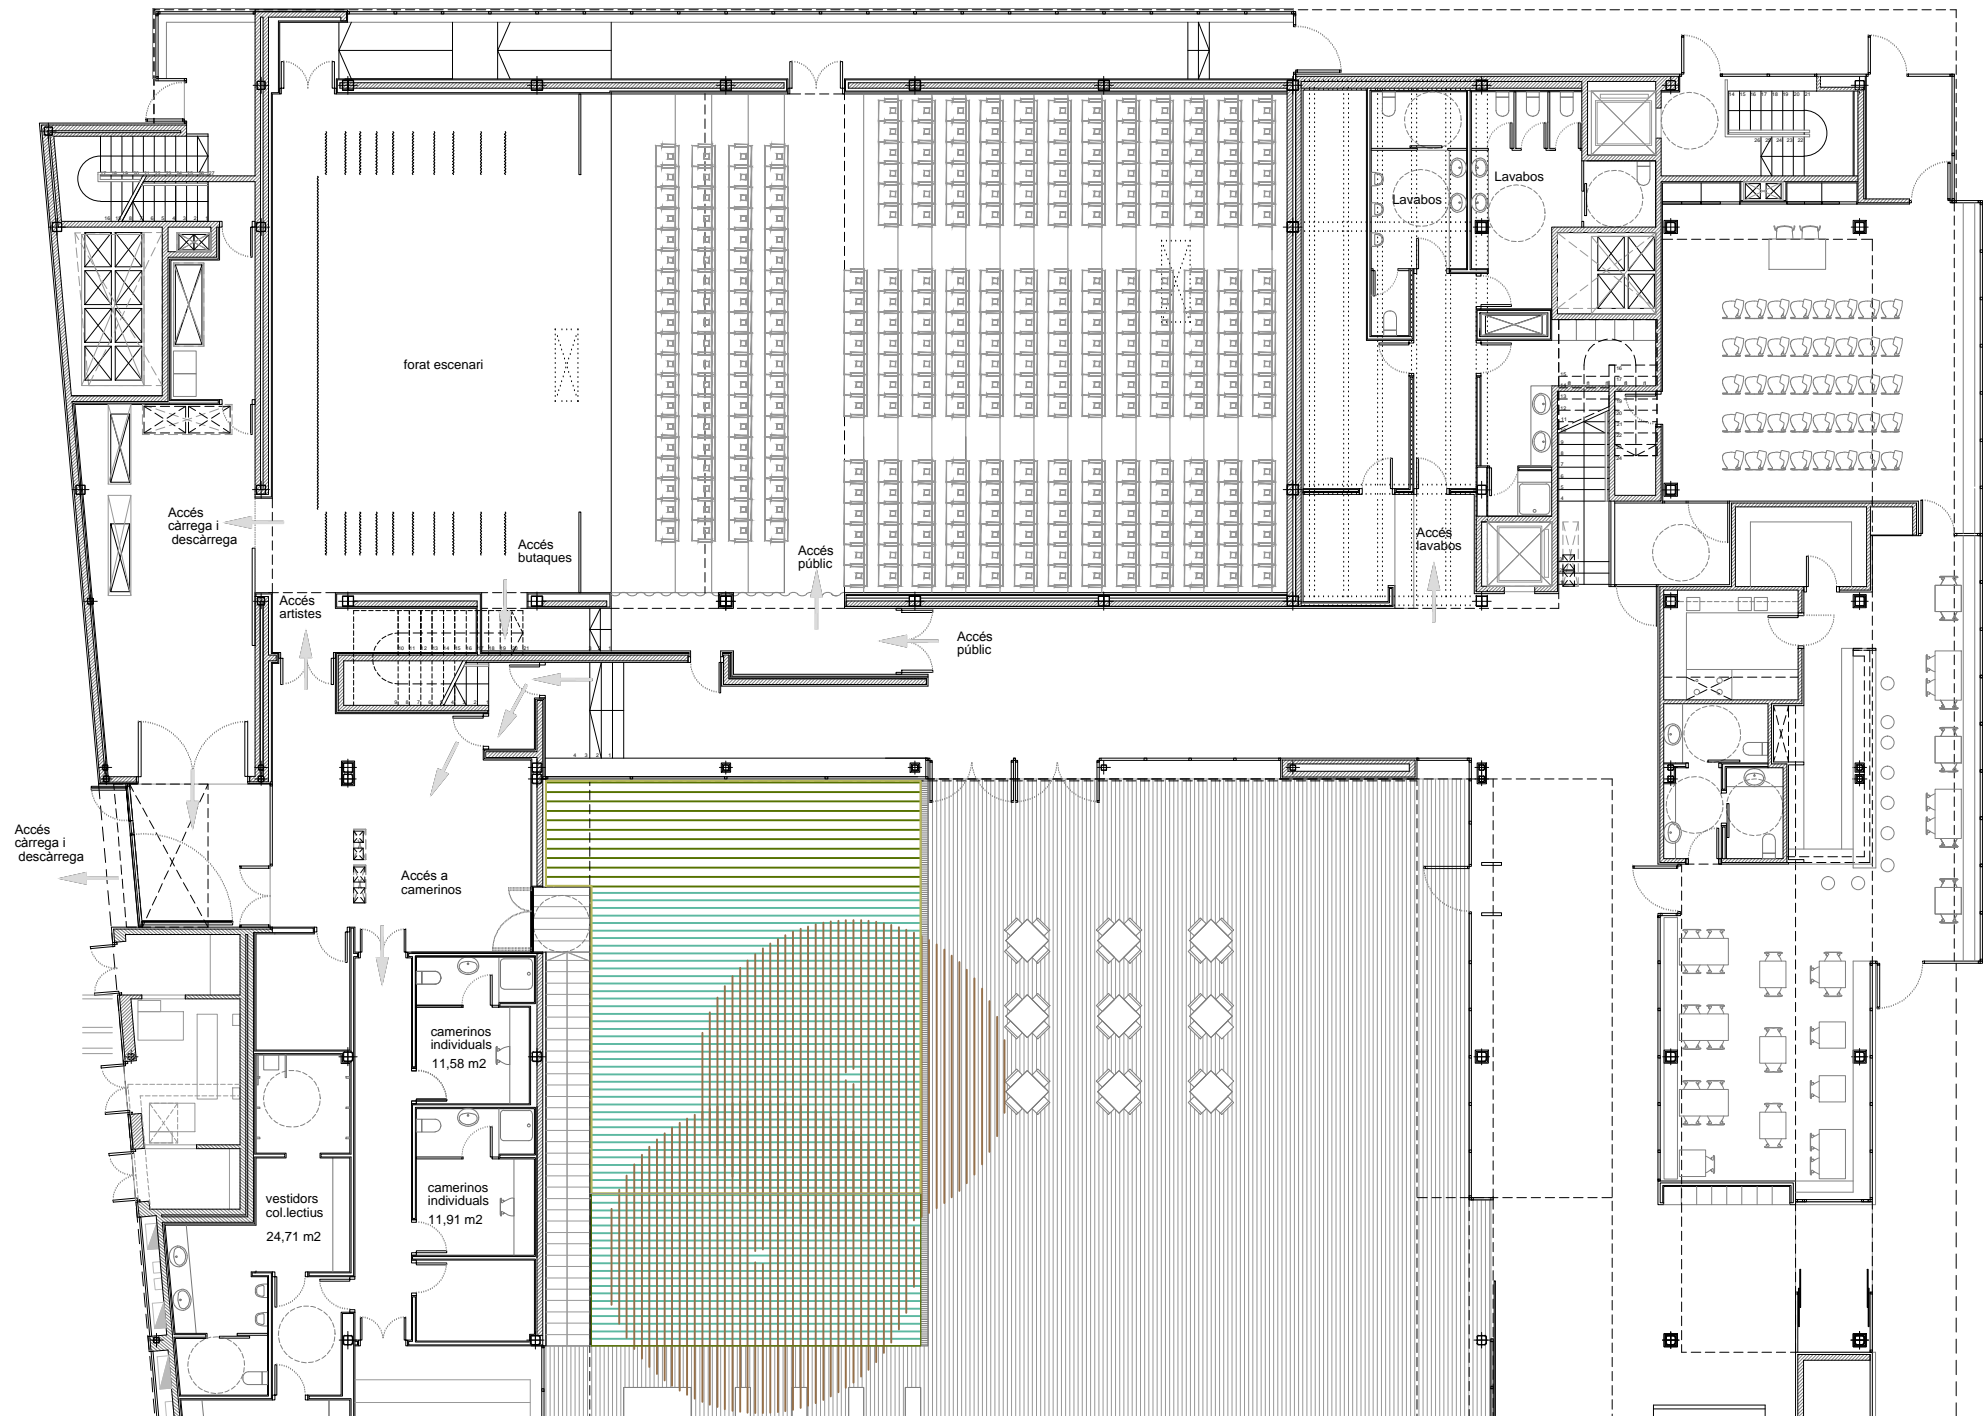 Lavabos
Lavabos
forat escenari
Accés
càrrega i
descàrrega
Accés
butaques
Accés
públic
Accés
lavabos
Accés
artistes
Accés
públic
Accés
càrrega i
descàrrega
Accés a
camerinos
camerinos
individuals
11,58 m2
camerinos
individuals
11,91 m2
vestidors
col.lectius
24,71 m2